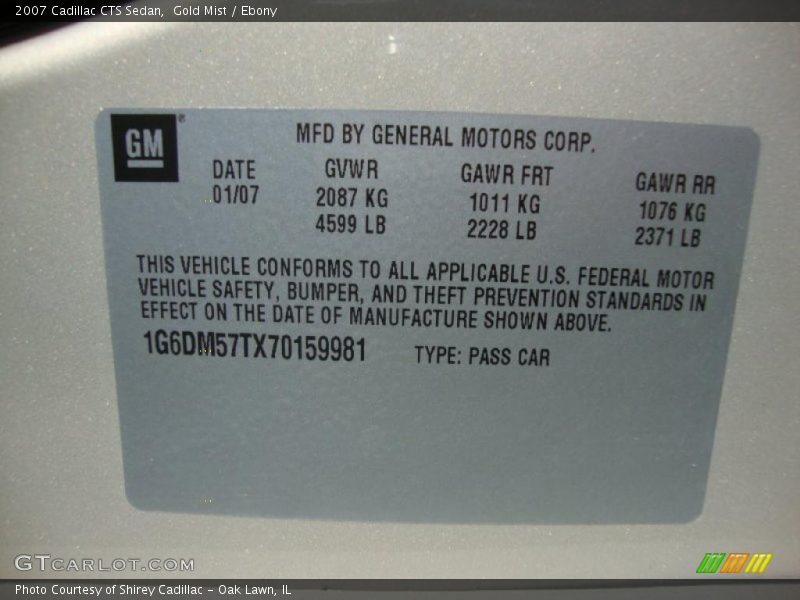 2007 Cadillac CTS Sedan,  Gold Mist / Ebony
GM®
MFD BY GENERAL MOTORS CORP.
DATE GVWR GAWR FRT GAWR RR
01/07 2087 KG 1011 KG 1076 KG
4599 LB 2228 LB 2371 LB
THIS VEHICLE CONFORMS TO ALL APPLICABLE U.S. FEDERAL MOTOR
VEHICLE SAFETY, BUMPER, AND THEFT PREVENTION STANDARDS IN
EFFECT ON THE DATE OF MANUFACTURE SHOWN ABOVE.
1G6DM57TX70159981 TYPE: PASS CAR
GTCARLOT.COM
Photo Courtesy of Shirey Cadillac - Oak Lawn, IL